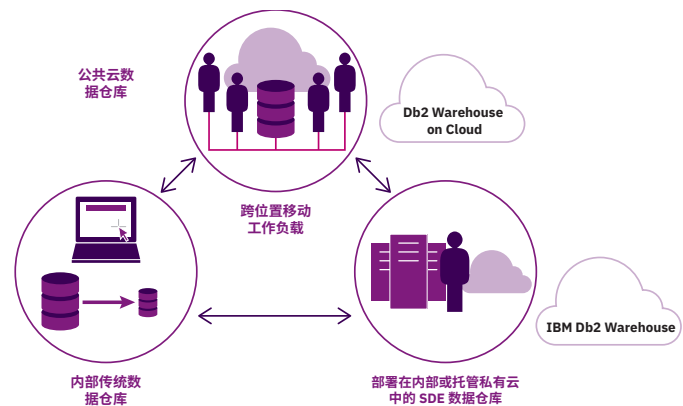 公共云数
据仓库
Db2 Warehouse
on Cloud
跨位置移动
工作负载
IBM Db2 Warehouse
内部传统数
据仓库
部署在内部或托管私有云
中的 SDE 数据仓库